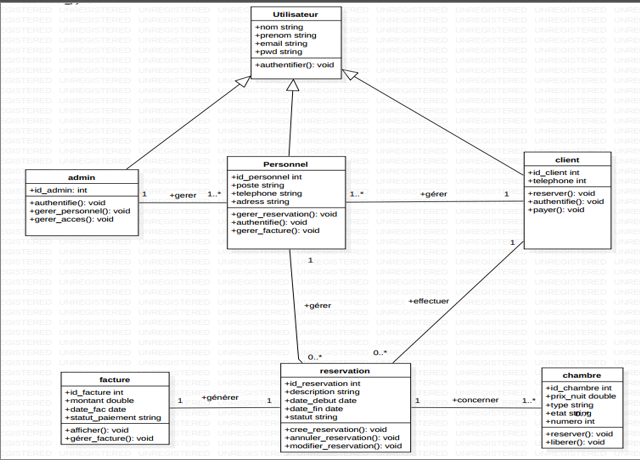 Utilisateur
+nom string
+prenom string
+email string
+pwd string
+authentifier(): void
admin
+id_admin: int
+authentifie(): void
+gerer_personnel(): void
+gerer_acces(): void
1
+gerer
1..*
Personnel
+id_personnel int
+poste string
+telephone string
+adress string
+gerer_reservation(): void
+authentifie(): void
+gerer_facture(): void
1..*
+gérer
1
client
+id_client int
+telephone int
+reserver(): void
+authentifie(): void
+payer(): void
1
+gérer
0..*
1
+effectuer
0..*
facture
+id_facture int
+montant double
+date_fac date
+statut_paiement string
+afficher(): void
+gérer_facture(): void
1
+générer
1
reservation
+id_reservation int
+description string
+date_debut date
+date_fin date
+statut string
+cree_reservation(): void
+annuler_reservation(): void
+modifier_reservation(): void
1
+concerner
1..*
chambre
+id_chambre int
+prix_nuit double
+type string
+etat string
+numero int
+reserver(): void
+liberer(): void
UNREGISTERED